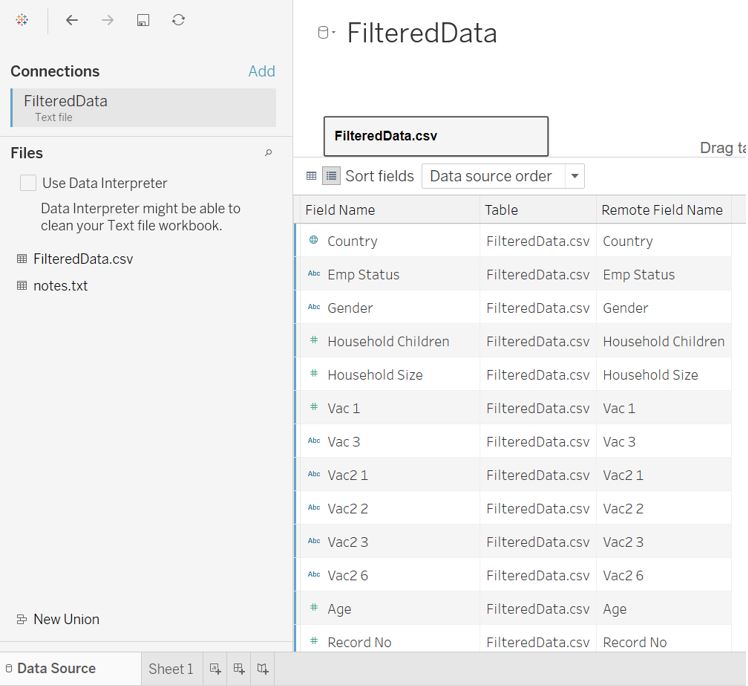 FilteredData
Connections Add
FilteredData
Text file
FilteredData.csv
Drag ta
Files
Use Data Interpreter
Data Interpreter might be able to
clean your Text file workbook.
FilteredData.csv
notes.txt
New Union
Sort fields Data source order
Field Name Table Remote Field Name
Country FilteredData.csv Country
Abc Emp Status FilteredData.csv Emp Status
Abc Gender FilteredData.csv Gender
# Household Children FilteredData.csv Household Children
# Household Size FilteredData.csv Household Size
# Vac 1 FilteredData.csv Vac 1
Abc Vac 3 FilteredData.csv Vac 3
Abc Vac2 1 FilteredData.csv Vac2 1
Abc Vac2 2 FilteredData.csv Vac2 2
Abc Vac2 3 FilteredData.csv Vac2 3
Abc Vac2 6 FilteredData.csv Vac2 6
# Age FilteredData.csv Age
# Record No FilteredData.csv Record No
Data Source Sheet 1